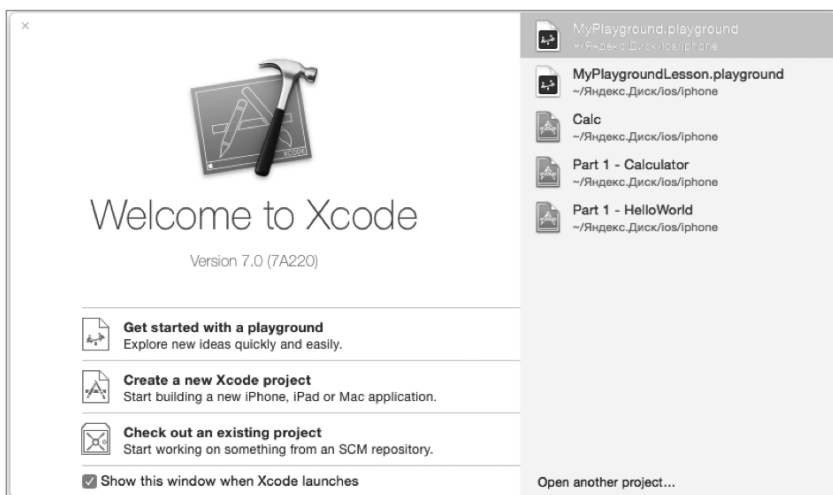 XCODE
Welcome to Xcode
Version 7.0 (7A220)
Get started with a playground
Explore new ideas quickly and easily.
Create a new Xcode project
Start building a new iPhone, iPad or Mac application.
Check out an existing project
Start working on something from an SCM repository.
Show this window when Xcode launches
MyPlayground.playground
~/Яндекс.Диск/ios/iphone
MyPlaygroundLesson.playground
~/Яндекс.Диск/ios/iphone
Calc
~/Яндекс.Диск/ios/iphone
Part 1 - Calculator
~/Яндекс.Диск/ios/iphone
Part 1 - HelloWorld
~/Яндекс.Диск/ios/iphone
Open another project...